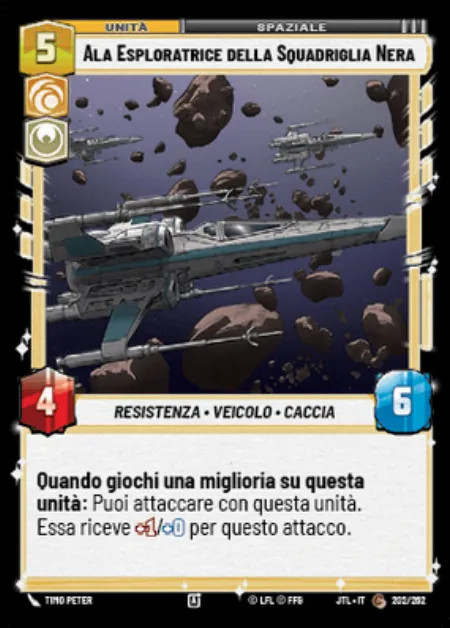 UNITÀ
SPAZIALE
5
ALA ESPLORATRICE DELLA SQUADRIGLIA NERA
4
RESISTENZA • VEICOLO • CACCIA
6
Quando giochi una miglioria su questa
unità: Puoi attaccare con questa unità.
Essa riceve +1/+0 per questo attacco.
TIMO PETER
© LFL © FFG
JTL • IT
202/262